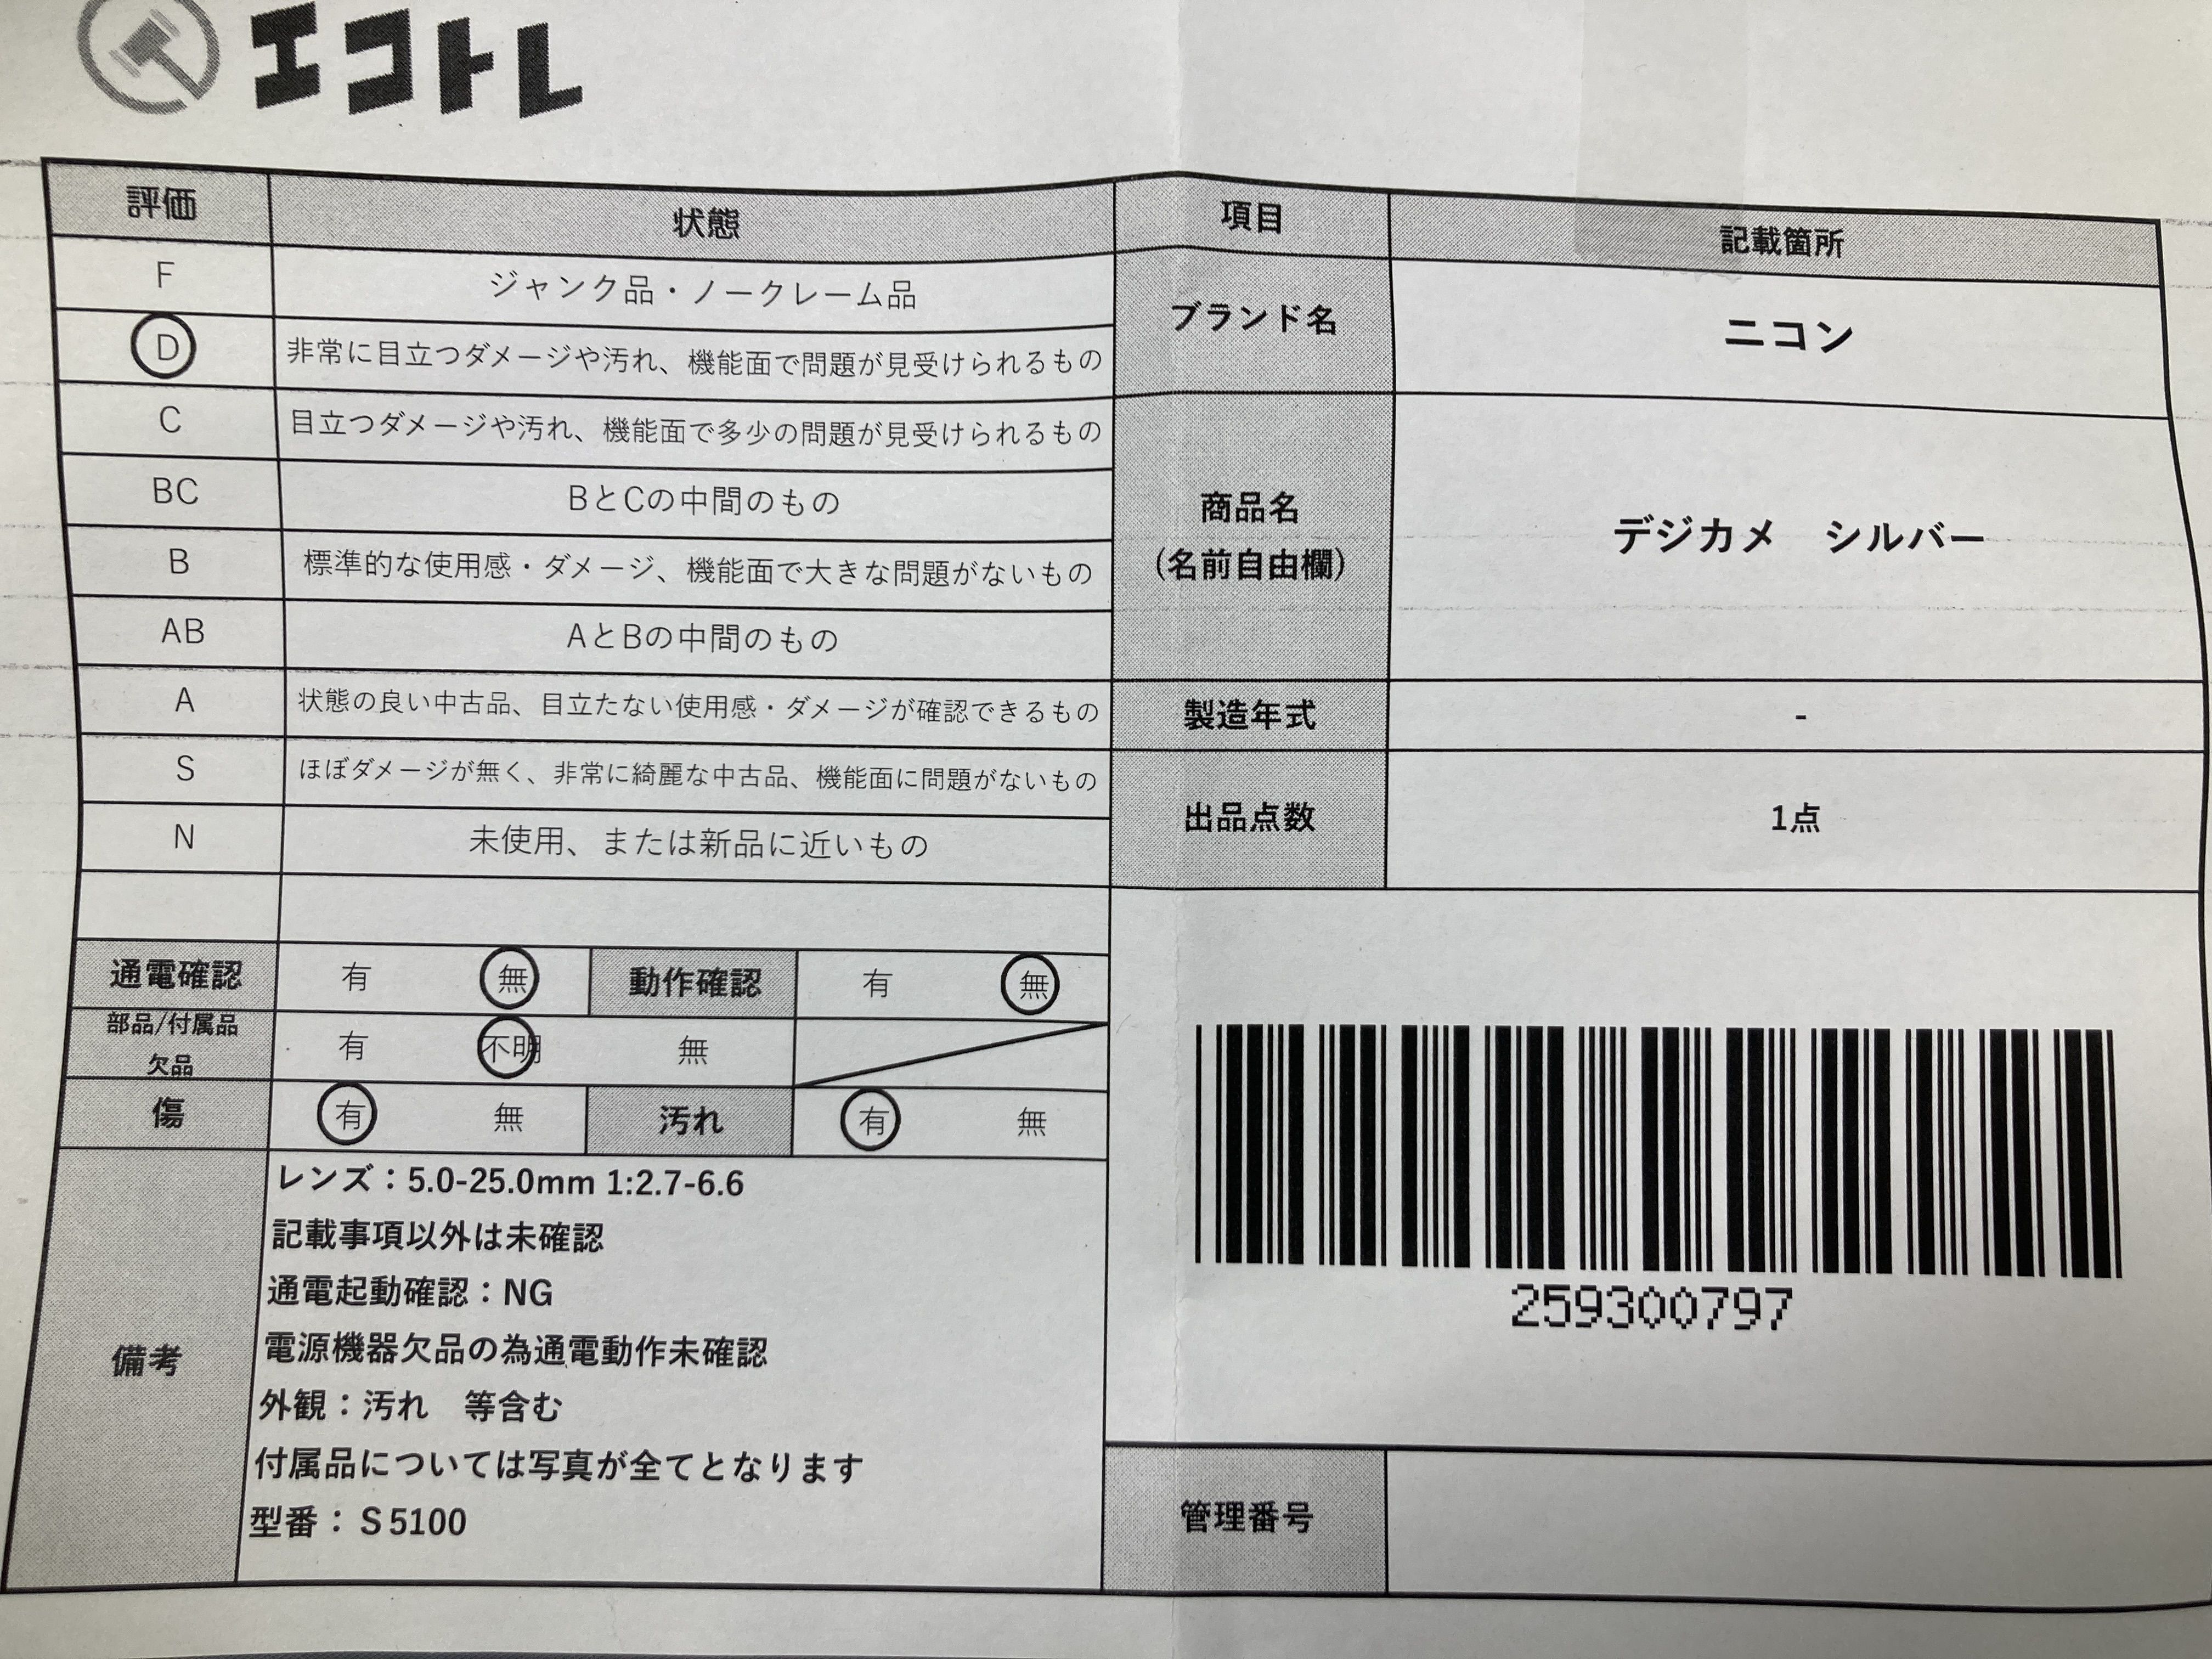 エコトレ
評価 状態 項目 記載箇所
F ジャンク品・ノークレーム品
D 非常に目立つダメージや汚れ、機能面で問題が見受けられるもの
C 目立つダメージや汚れ、機能面で多少の問題が見受けられるもの
BC BとCの中間のもの
B 標準的な使用感・ダメージ、機能面で大きな問題がないもの
AB AとBの中間のもの
A 状態の良い中古品、目立たない使用感・ダメージが確認できるもの
S ほぼダメージが無く、非常に綺麗な中古品、機能面に問題がないもの
N 未使用、または新品に近いもの
ブランド名 ニコン
商品名
(名前自由欄)
デジカメ　シルバー
製造年式 -
出品点数 1点
通電確認 有 無 動作確認 有 無
部品/付属品
欠品
有 不明 無
傷 有 無 汚れ 有 無
備考
レンズ：5.0-25.0mm 1:2.7-6.6
記載事項以外は未確認
通電起動確認：NG
電源機器欠品の為通電動作未確認
外観：汚れ　等含む
付属品については写真が全てとなります
型番：Ｓ5100
259300797
管理番号